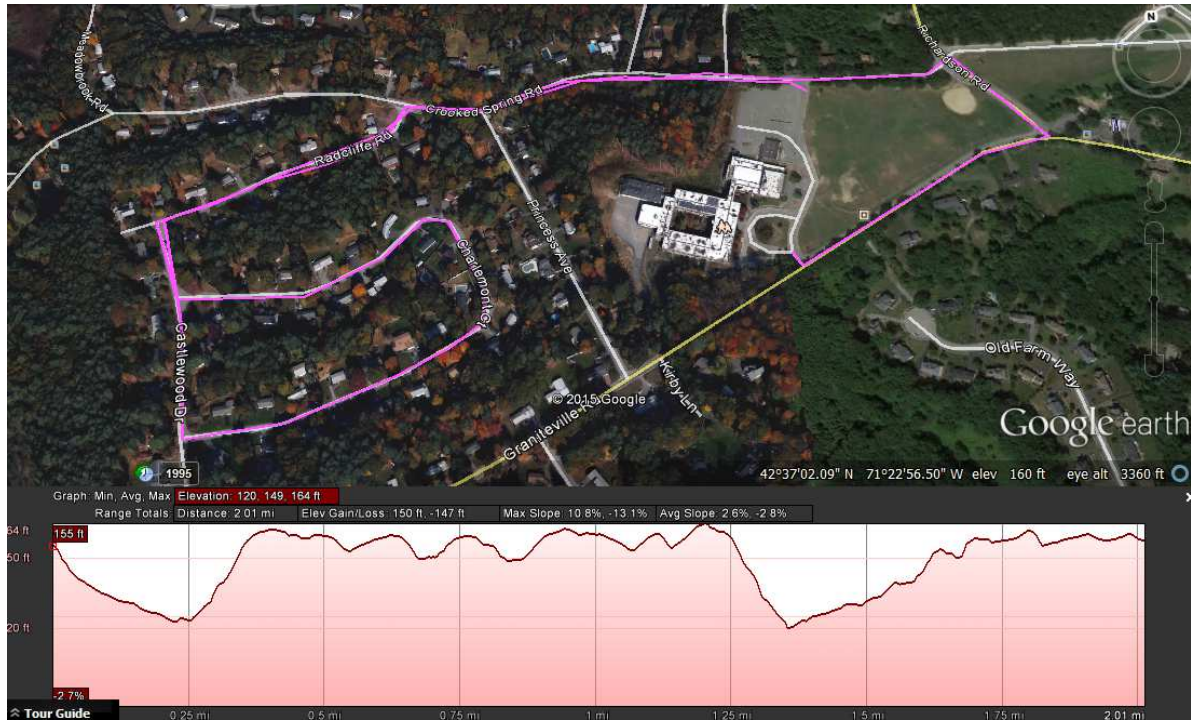 N
Richardson Rd
Meadowbrook Rd
Crooked Spring Rd
Radcliffe Rd
Princess Ave
Charlemont Cr
Castlewood Dr
Old Farm Way
Kirby Ln
© 2015 Google
Graniteville Rd
Google earth
1995
42°37'02.09" N 71°22'56.50" W elev 160 ft eye alt 3360 ft
Graph: Min, Avg, Max Elevation: 120, 149, 164 ft
Range Totals: Distance: 2.01 mi Elev Gain/Loss: 150 ft, -147 ft Max Slope: 10.8%, -13.1% Avg Slope: 2.6%, -2.8%
64 ft
155 ft
50 ft
20 ft
-2.7%
Tour Guide
0.25 mi 0.5 mi 0.75 mi 1 mi 1.25 mi 1.5 mi 1.75 mi 2.01 mi